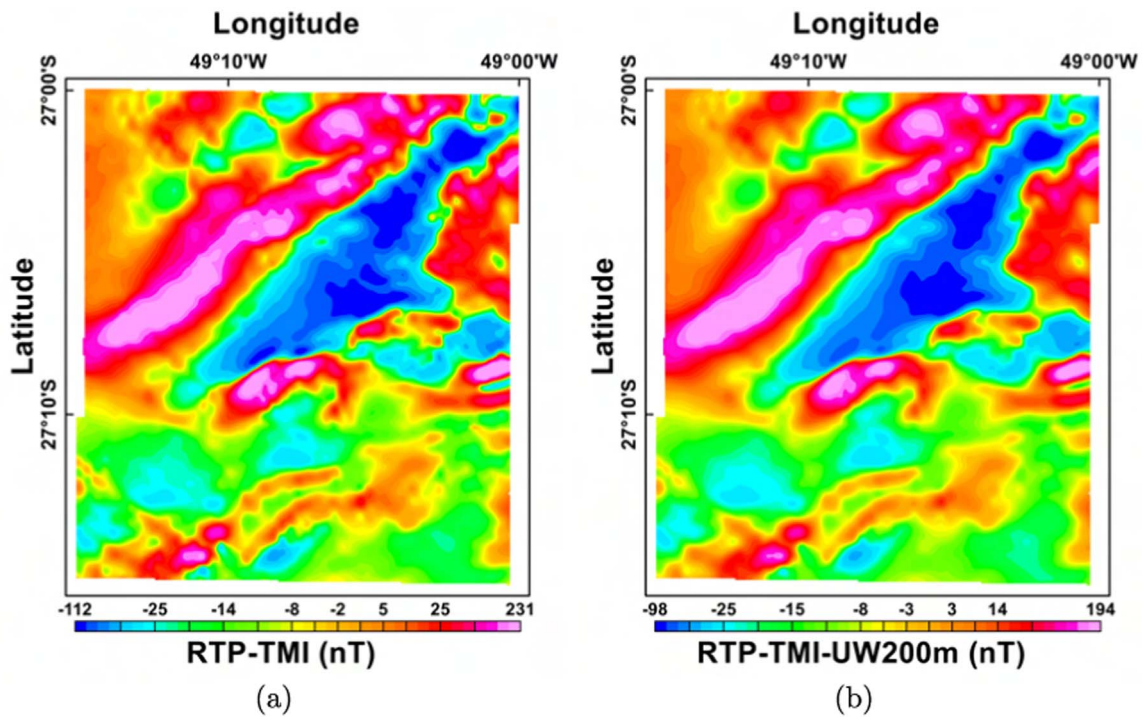 Longitude
49°10'W 49°00'W
27°00'S
Latitude
27°10'S
-112 -25 -14 -8 -2 5 25 231
RTP-TMI (nT)
(a)
Longitude
49°10'W 49°00'W
27°00'S
Latitude
27°10'S
-98 -25 -15 -8 -3 3 14 194
RTP-TMI-UW200m (nT)
(b)